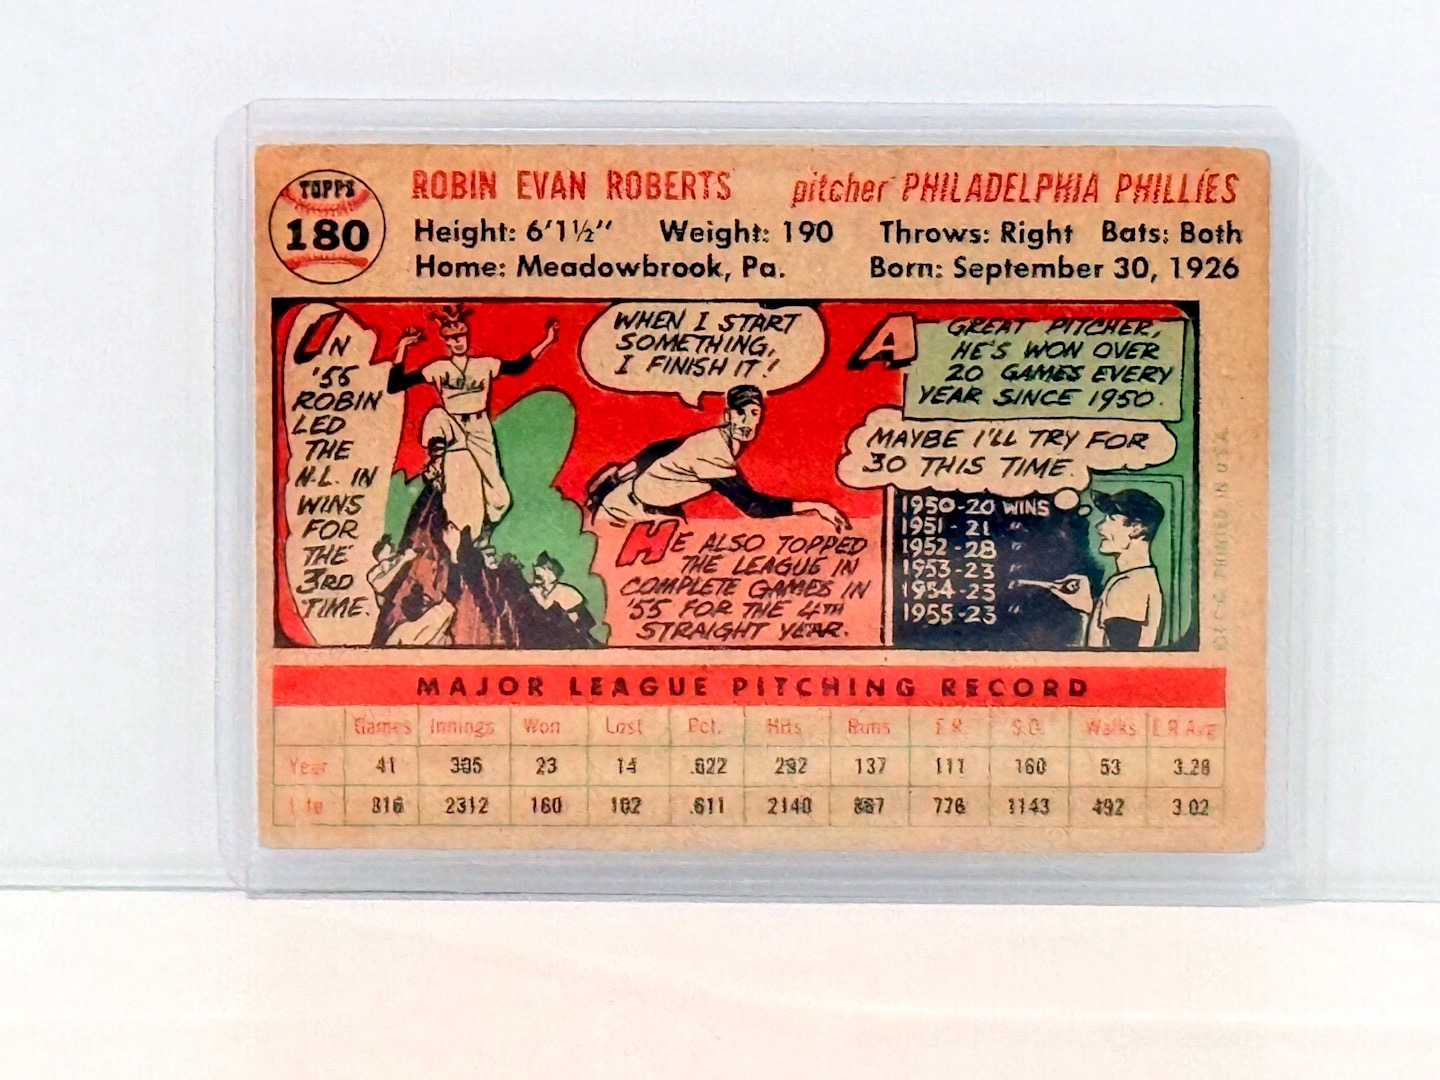 TOPPS
180
ROBIN EVAN ROBERTS pitcher PHILADELPHIA PHILLIES
Height: 6'1½" Weight: 190 Throws: Right Bats: Both
Home: Meadowbrook, Pa. Born: September 30, 1926
IN
'55
ROBIN
LED
THE
N.L. IN
WINS
FOR
THE
3RD
TIME.
WHEN I START
SOMETHING,
I FINISH IT!
HE ALSO TOPPED
THE LEAGUE IN
COMPLETE GAMES IN
'55 FOR THE 4TH
STRAIGHT YEAR.
A GREAT PITCHER,
HE'S WON OVER
20 GAMES EVERY
YEAR SINCE 1950.
MAYBE I'LL TRY FOR
30 THIS TIME.
1950-20 WINS
1951-21 "
1952-28 "
1953-23 "
1954-23 "
1955-23 "
PRINTED IN U.S.A.
MAJOR LEAGUE PITCHING RECORD
Games Innings Won Lost Pct. Hits Runs E.R. S.O. Walks E.R.Avg.
Year 41 305 23 14 .622 292 137 111 160 53 3.28
Life 316 2312 160 102 .611 2140 887 776 1143 492 3.02